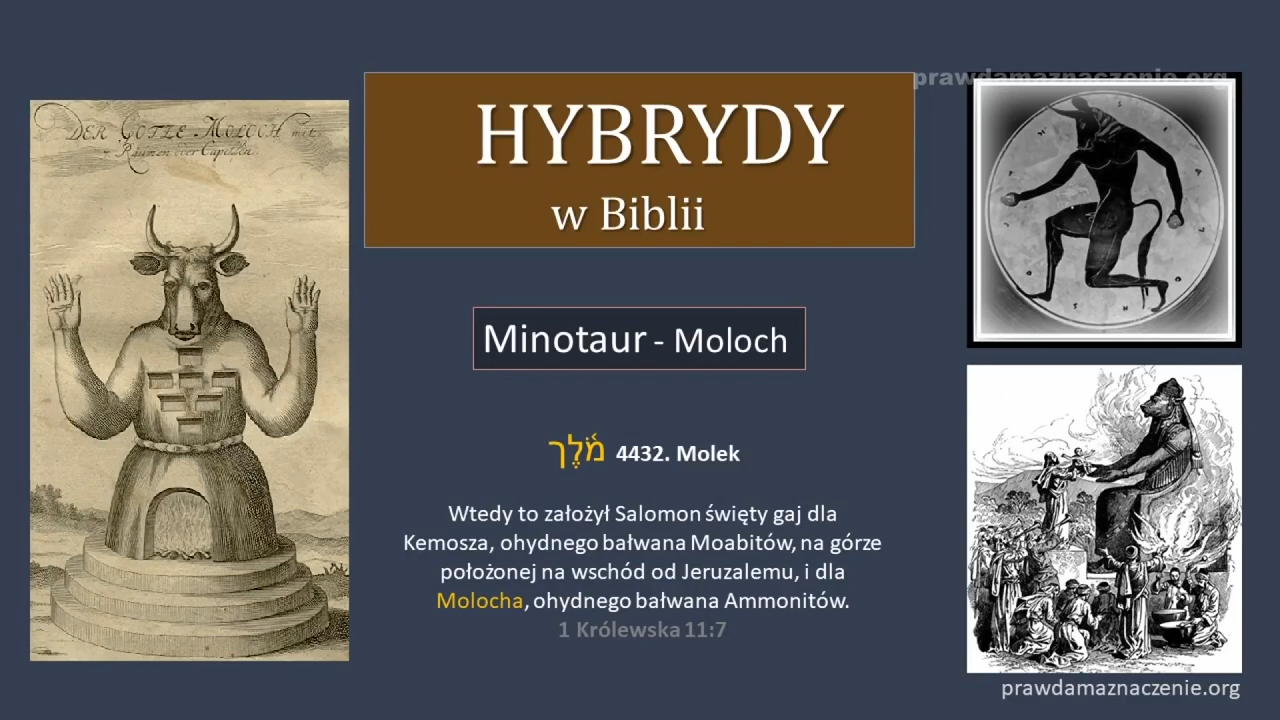 prawdamaznaczenie.org
DER GÖTZE MOLOCH mit
Räumen oder Capellen.
HYBRYDY
w Biblii
Minotaur - Moloch
מֹ֫לֶך 4432. Molek
Wtedy to założył Salomon święty gaj dla
Kemosza, ohydnego bałwana Moabitów, na górze
położonej na wschód od Jeruzalemu, i dla
Molocha, ohydnego bałwana Ammonitów.
1 Królewska 11:7
prawdamaznaczenie.org